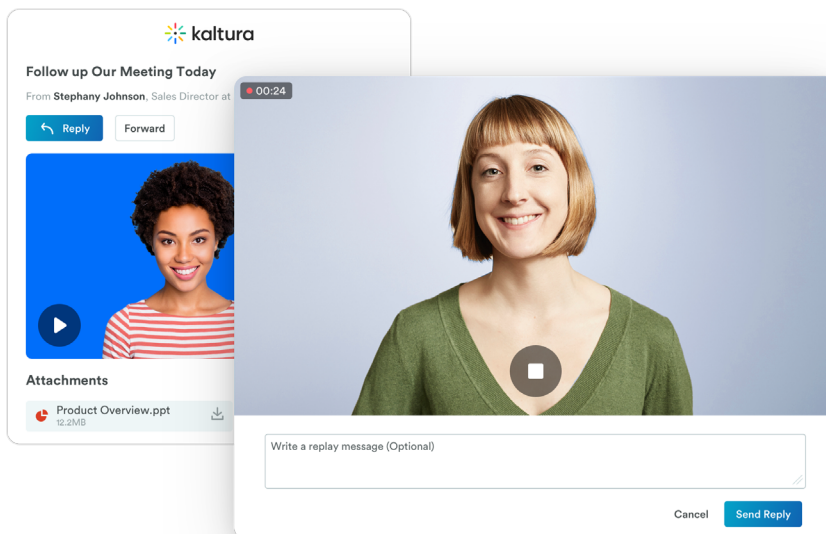 kaltura
Follow up Our Meeting Today
From Stephany Johnson, Sales Director at
Reply
Forward
Attachments
Product Overview.ppt
12.2MB
00:24
Write a replay message (Optional)
Cancel
Send Reply